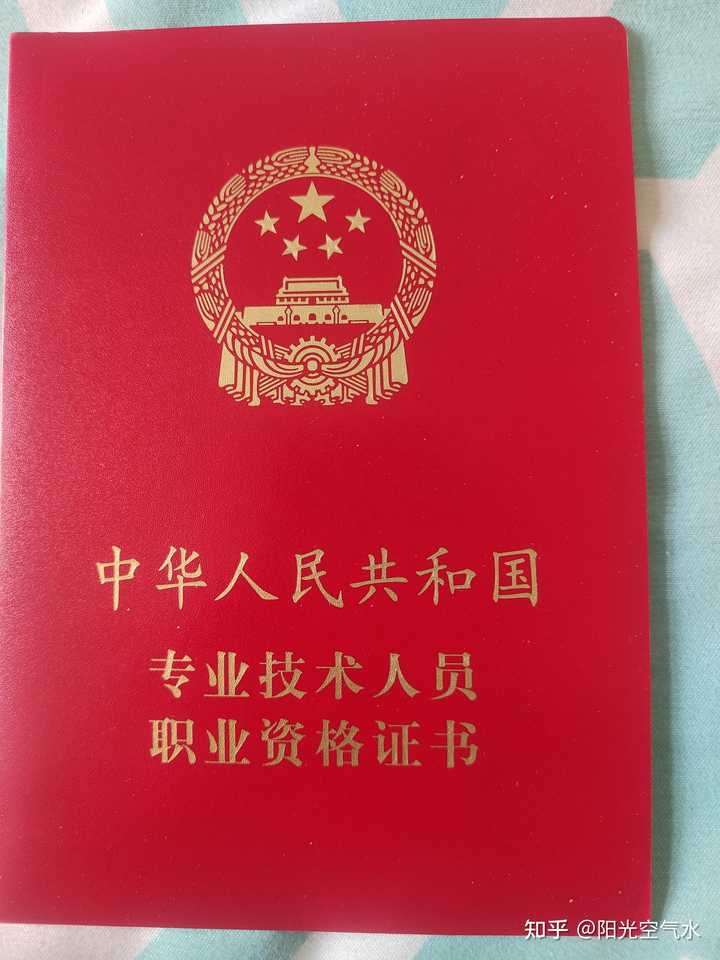 中华人民共和国
专业技术人员
职业资格证书
知乎 @阳光空气水